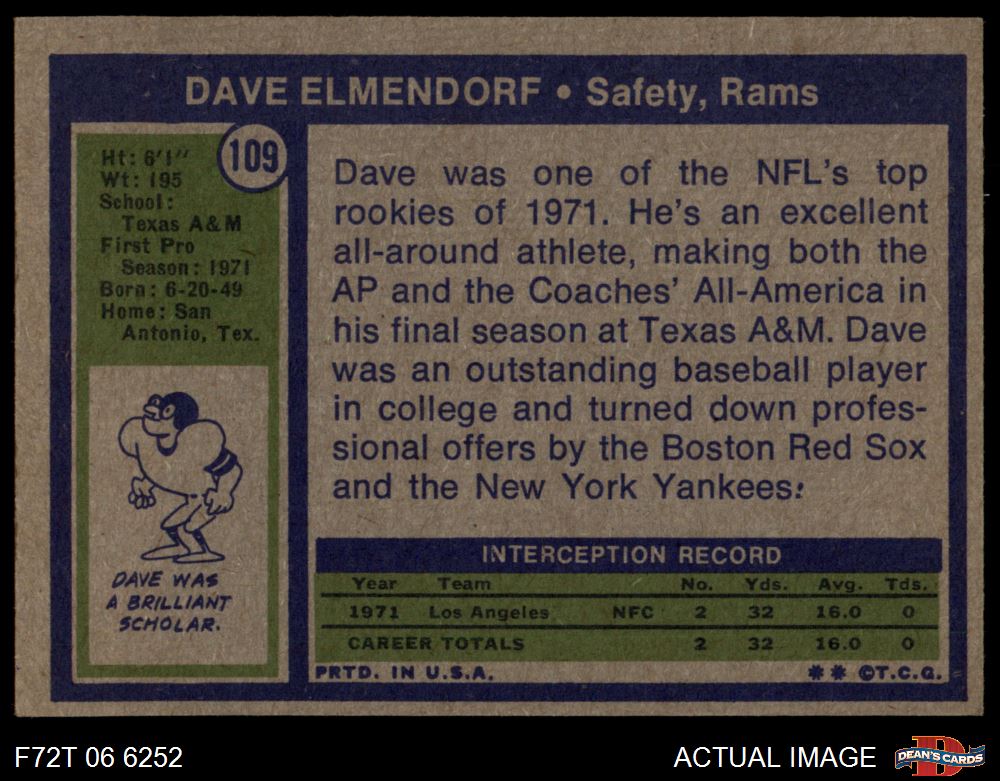 DAVE ELMENDORF • Safety, Rams
109
Ht: 6'1"
Wt: 195
School:
Texas A&M
First Pro
Season: 1971
Born: 6-20-49
Home: San
Antonio, Tex.
DAVE WAS
A BRILLIANT
SCHOLAR.
Dave was one of the NFL's top
rookies of 1971. He's an excellent
all-around athlete, making both the
AP and the Coaches' All-America in
his final season at Texas A&M. Dave
was an outstanding baseball player
in college and turned down profes-
sional offers by the Boston Red Sox
and the New York Yankees.
INTERCEPTION RECORD
Year Team No. Yds. Avg. Tds.
1971 Los Angeles NFC 2 32 16.0 0
CAREER TOTALS 2 32 16.0 0
PRTD. IN U.S.A. ** ©T.C.G.
F72T 06 6252 ACTUAL IMAGE DEAN'S CARDS